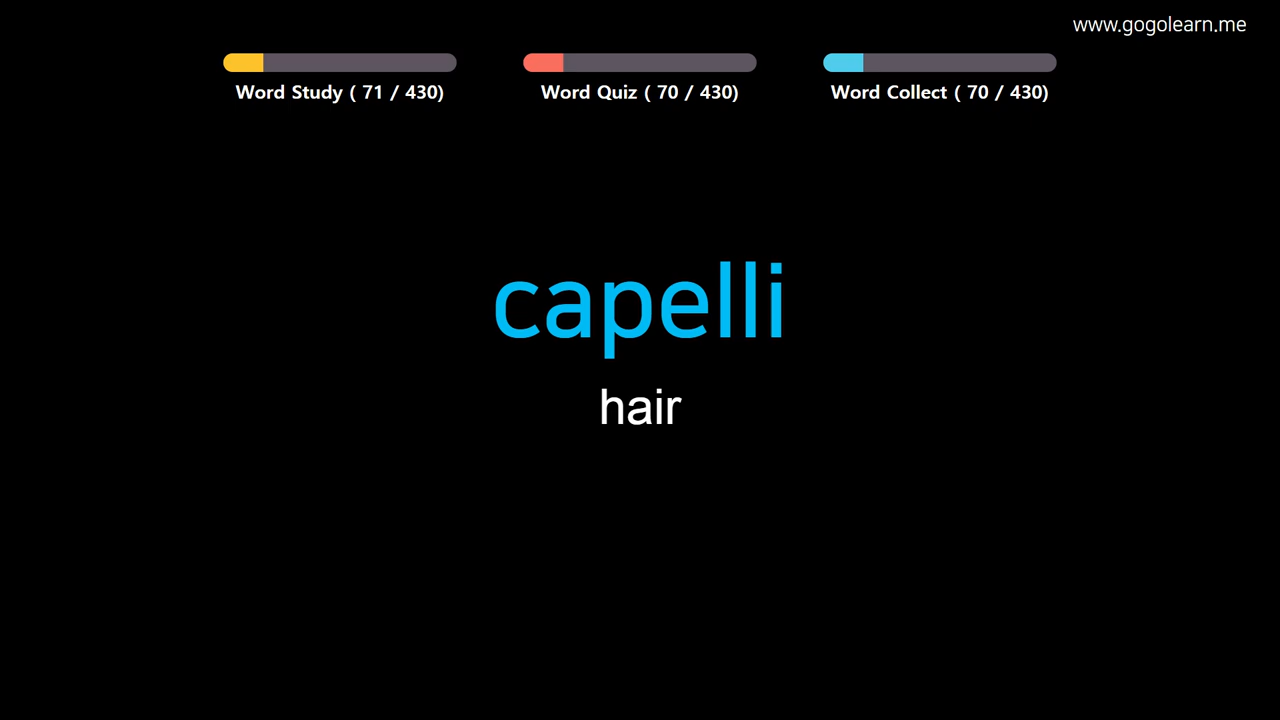 www.gogolearn.me
Word Study ( 71 / 430)
Word Quiz ( 70 / 430)
Word Collect ( 70 / 430)
capelli
hair